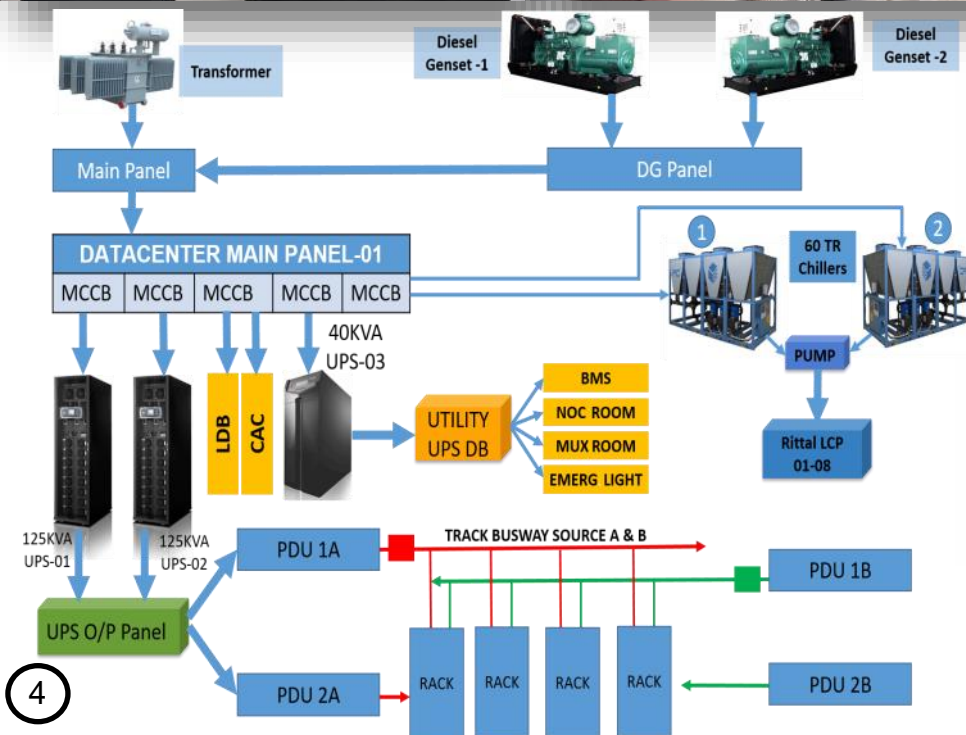 Transformer
Diesel
Genset -1
Diesel
Genset -2
Main Panel
DG Panel
DATACENTER MAIN PANEL-01
MCCB
MCCB
MCCB
MCCB
MCCB
1
2
60 TR
Chillers
PUMP
Rittal LCP
01-08
40KVA
UPS-03
LDB
CAC
UTILITY
UPS DB
BMS
NOC ROOM
MUX ROOM
EMERG LIGHT
125KVA
UPS-01
125KVA
UPS-02
UPS O/P Panel
PDU 1A
TRACK BUSWAY SOURCE A & B
PDU 1B
PDU 2A
RACK
RACK
RACK
RACK
PDU 2B
4